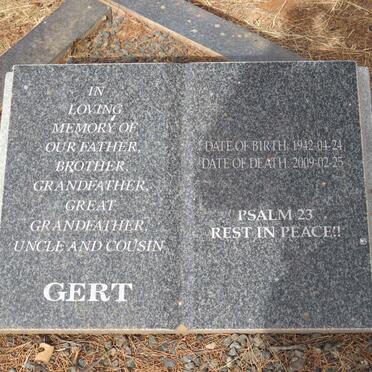 IN
LOVING
MEMORY OF
OUR FATHER,
BROTHER
GRANDFATHER,
GREAT
GRANDFATHER,
UNCLE AND COUSIN
GERT
DATE OF BIRTH: 1942-04-24
DATE OF DEATH: 2009-02-25
PSALM 23
REST IN PEACE!!